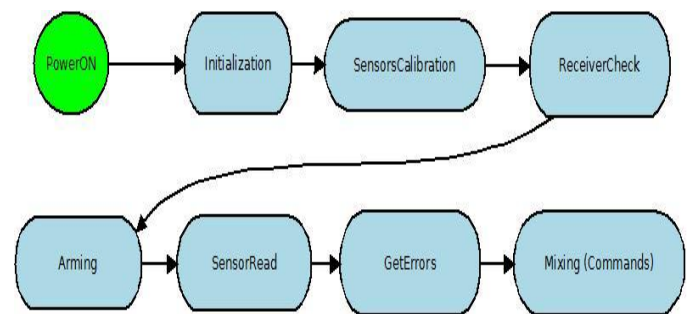 PowerON
Initialization
SensorsCalibration
ReceiverCheck
Arming
SensorRead
GetErrors
Mixing (Commands)